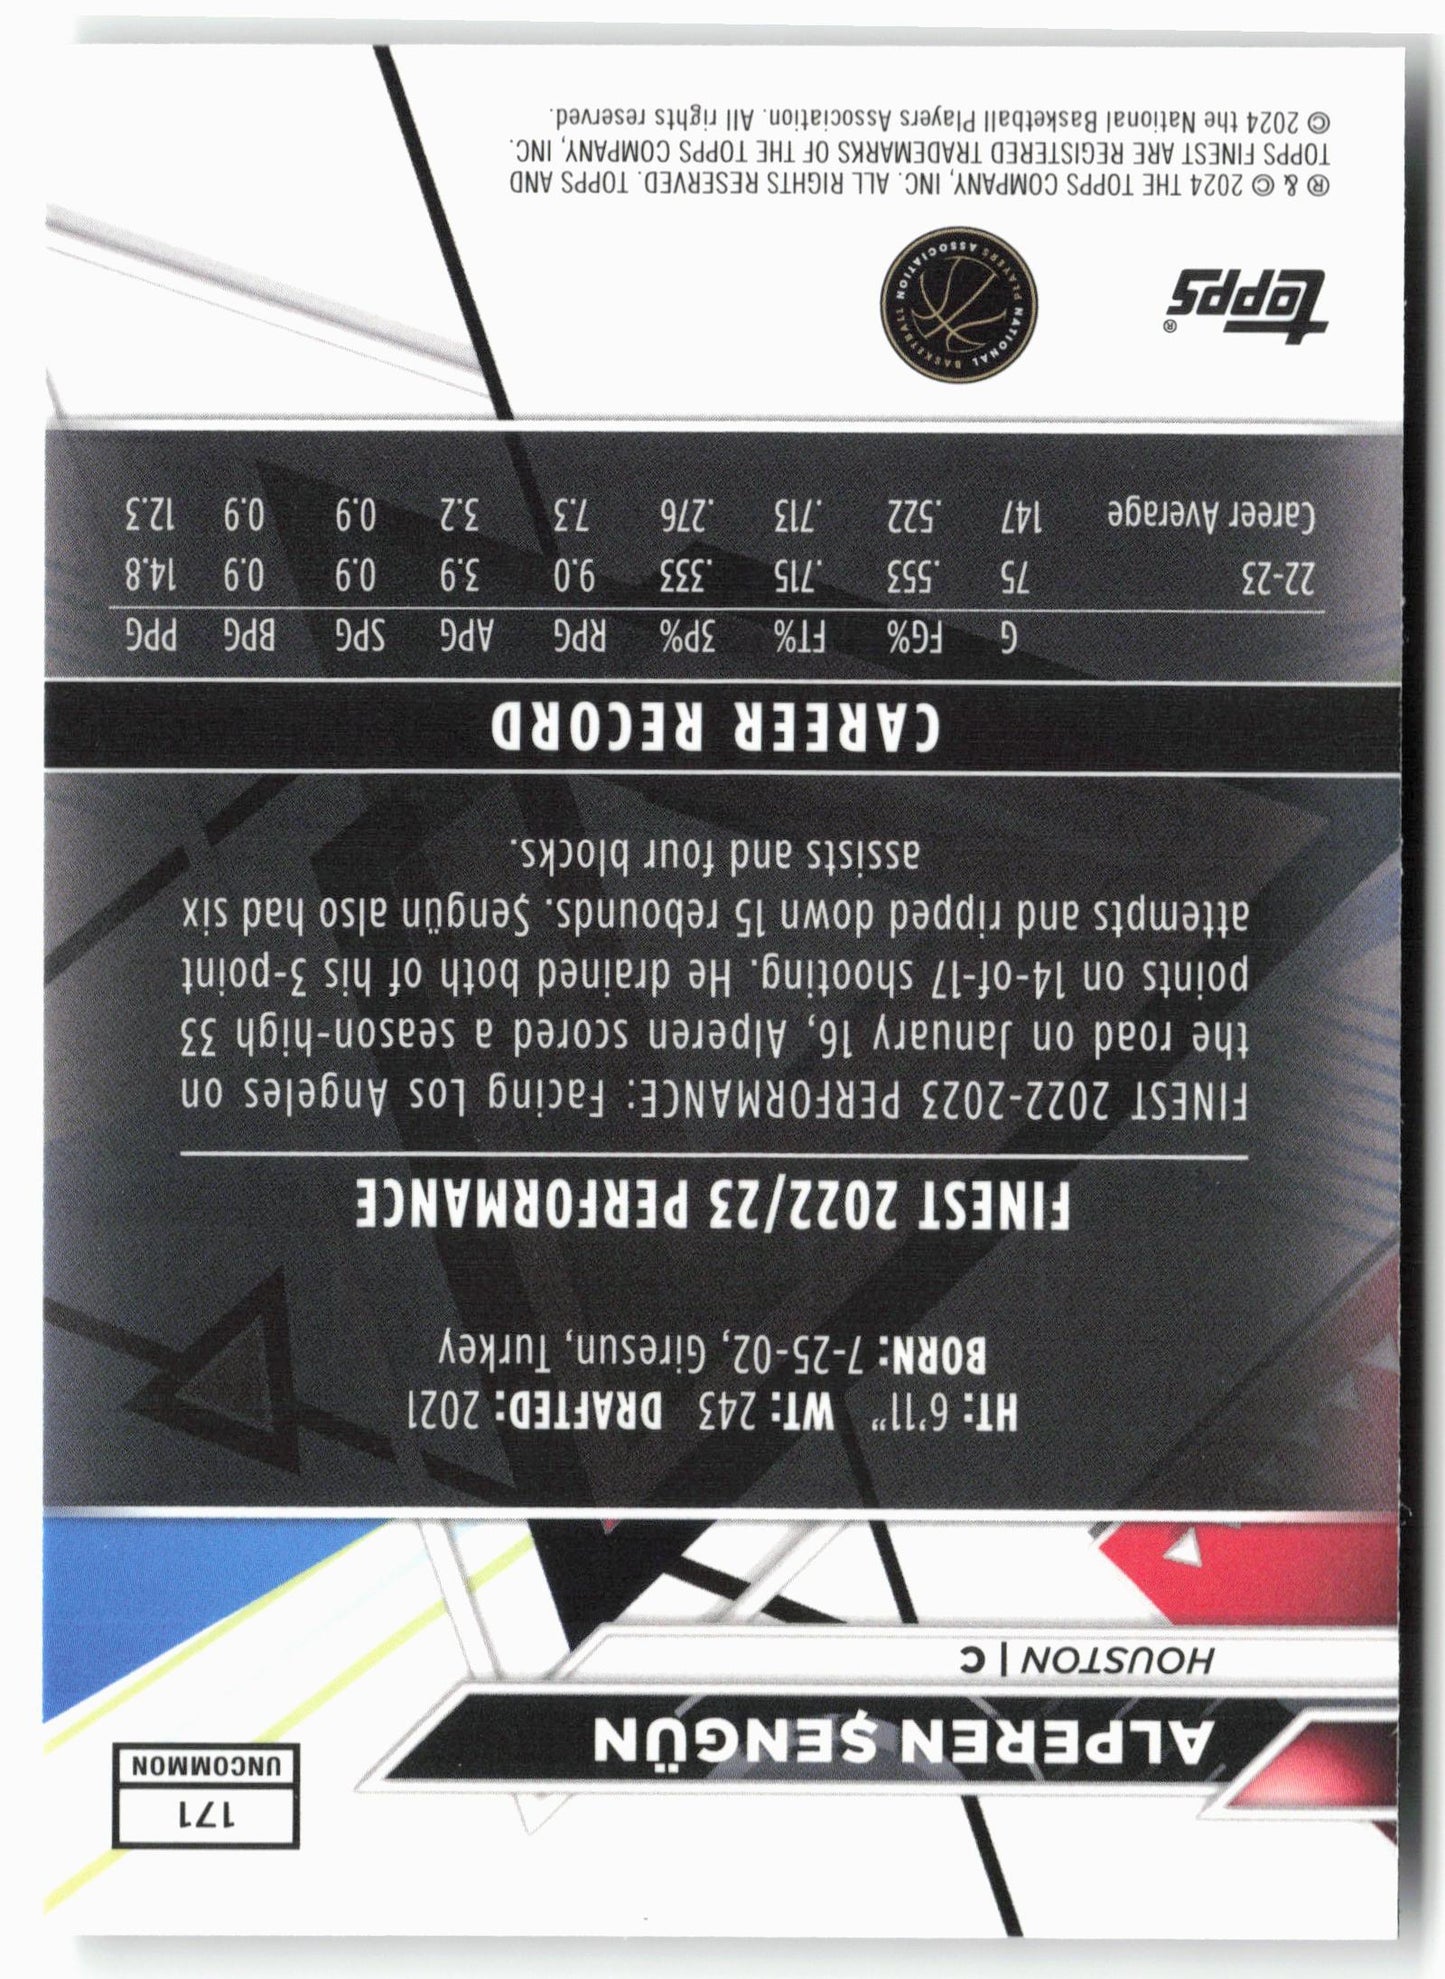 171
UNCOMMON
ALPEREN ŞENGÜN
HOUSTON | C
HT: 6'11" WT: 243 DRAFTED: 2021
BORN: 7-25-02, Giresun, Turkey
FINEST 2022/23 PERFORMANCE
FINEST 2022-2023 PERFORMANCE: Facing Los Angeles on
the road on January 16, Alperen scored a season-high 33
points on 14-of-17 shooting. He drained both of his 3-point
attempts and ripped down 15 rebounds. Şengün also had six
assists and four blocks.
CAREER RECORD
G FG% FT% 3P% RPG APG SPG BPG PPG
22-23 75 .553 .715 .333 9.0 3.9 0.9 0.9 14.8
Career Average 147 .522 .713 .276 7.3 3.2 0.9 0.9 12.3
topps®
NATIONAL BASKETBALL PLAYERS ASSOCIATION
® & © 2024 THE TOPPS COMPANY, INC. ALL RIGHTS RESERVED. TOPPS AND
TOPPS FINEST ARE REGISTERED TRADEMARKS OF THE TOPPS COMPANY, INC.
© 2024 the National Basketball Players Association. All rights reserved.